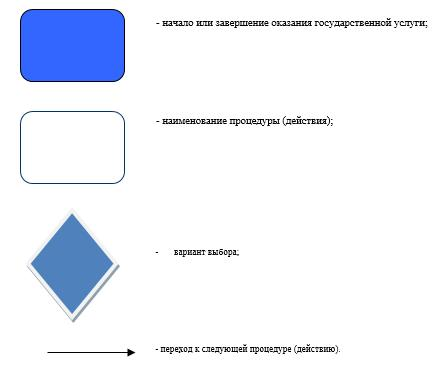 - начало или завершение оказания государственной услуги;
- наименование процедуры (действия);
- вариант выбора;
- переход к следующей процедуре (действию).